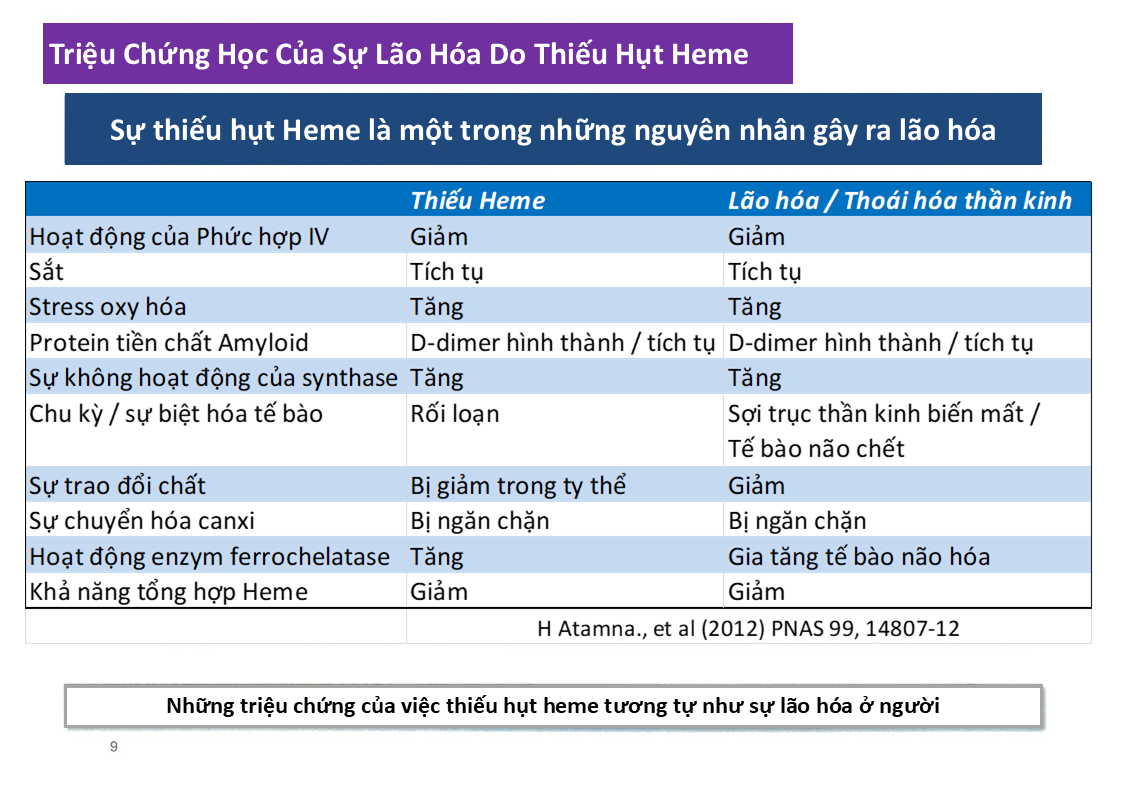 Triệu Chứng Học Của Sự Lão Hóa Do Thiếu Hụt Heme
Sự thiếu hụt Heme là một trong những nguyên nhân gây ra lão hóa
Thiếu Heme Lão hóa / Thoái hóa thần kinh
Hoạt động của Phức hợp IV Giảm Giảm
Sắt Tích tụ Tích tụ
Stress oxy hóa Tăng Tăng
Protein tiền chất Amyloid D-dimer hình thành / tích tụ D-dimer hình thành / tích tụ
Sự không hoạt động của synthase Tăng Tăng
Chu kỳ / sự biệt hóa tế bào Rối loạn Sợi trục thần kinh biến mất /
Tế bào não chết
Sự trao đổi chất Bị giảm trong ty thể Giảm
Sự chuyển hóa canxi Bị ngăn chặn Bị ngăn chặn
Hoạt động enzym ferrochelatase Tăng Gia tăng tế bào não hóa
Khả năng tổng hợp Heme Giảm Giảm
H Atamna., et al (2012) PNAS 99, 14807-12
Những triệu chứng của việc thiếu hụt heme tương tự như sự lão hóa ở người
9